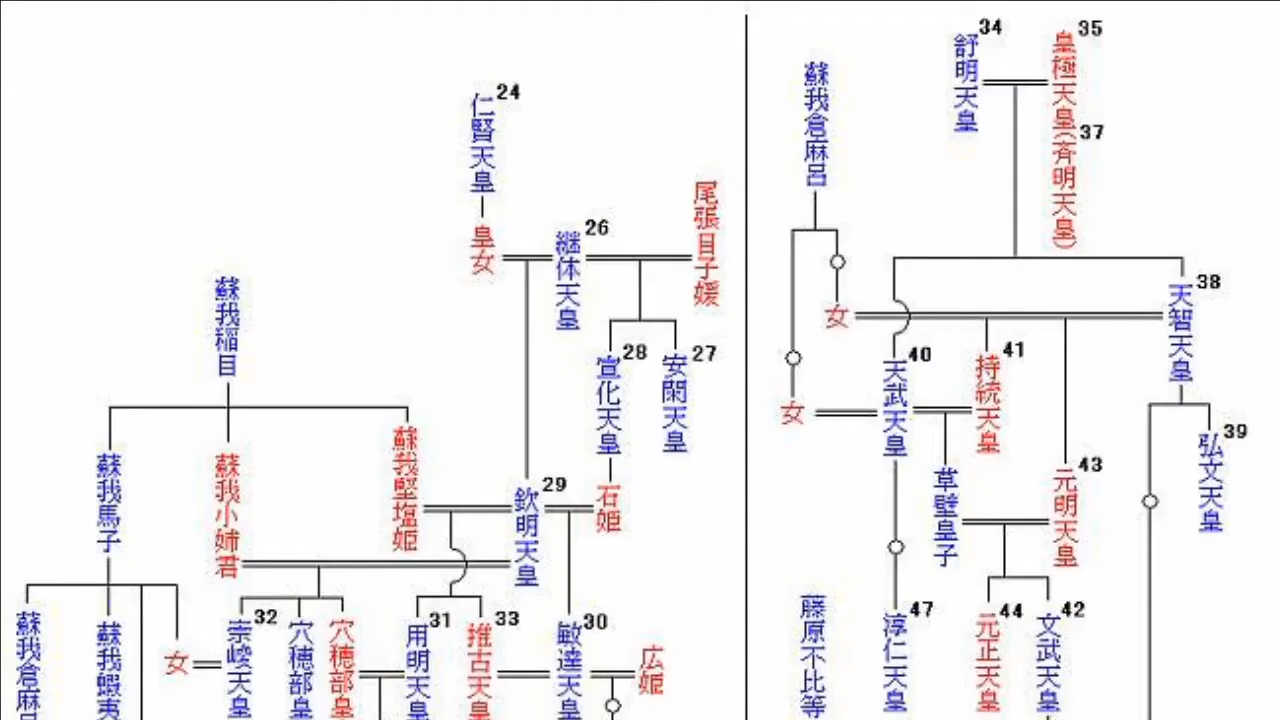 24
仁賢天皇
皇女
26
継体天皇
尾張目子媛
28
宣化天皇
27
安閑天皇
石姫
蘇我稲目
蘇我馬子
蘇我小姉君
蘇我堅塩姫
29
欽明天皇
蘇我倉麻呂
蘇我蝦夷
女
32
崇峻天皇
穴穂部皇
穴穂部皇
31
用明天皇
33
推古天皇
30
敏達天皇
広姫
34
舒明天皇
35
皇極天皇(斉明天皇)
37
蘇我倉麻呂
女
女
38
天智天皇
40
天武天皇
41
持統天皇
39
弘文天皇
草壁皇子
43
元明天皇
藤原不比等
47
淳仁天皇
44
元正天皇
42
文武天皇